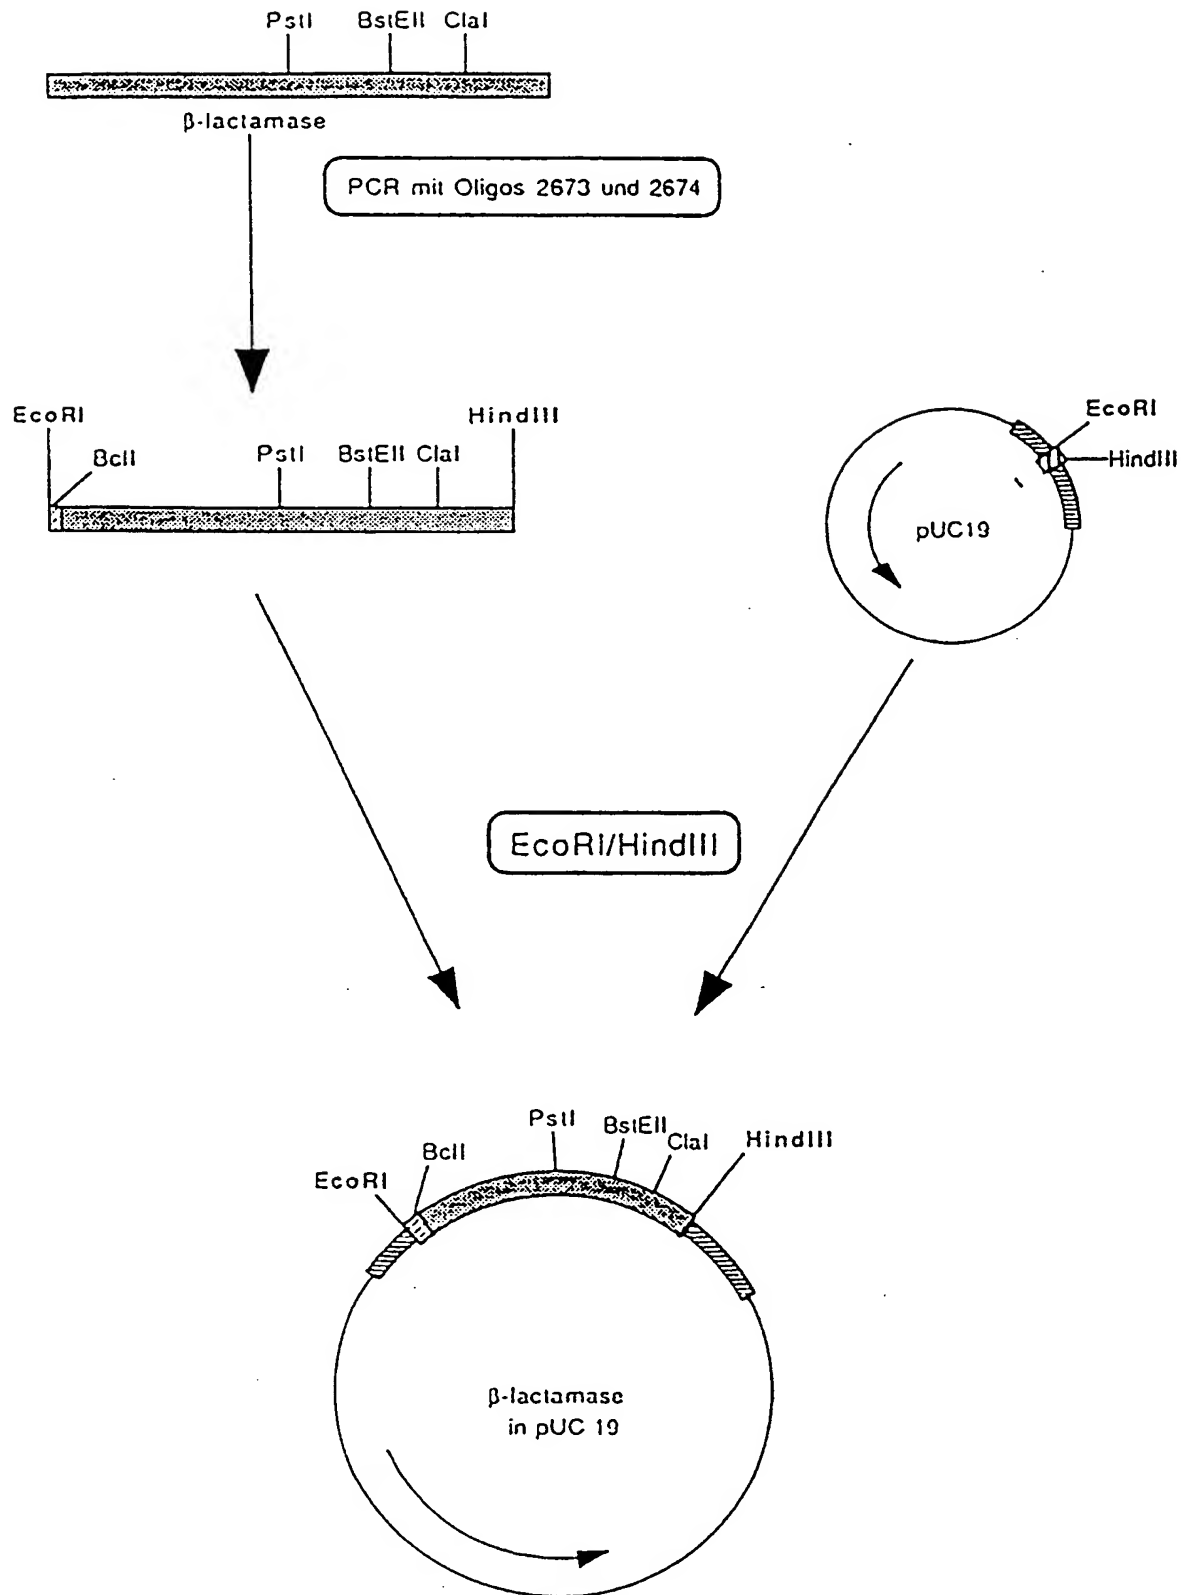 PstI BstEII ClaI
β-lactamase
PCR mit Oligos 2673 und 2674
EcoRI HindIII
BclI PstI BstEII ClaI
EcoRI
HindIII
pUC19
EcoRI/HindIII
PstI BstEII ClaI HindIII
EcoRI BclI
β-lactamase
in pUC 19